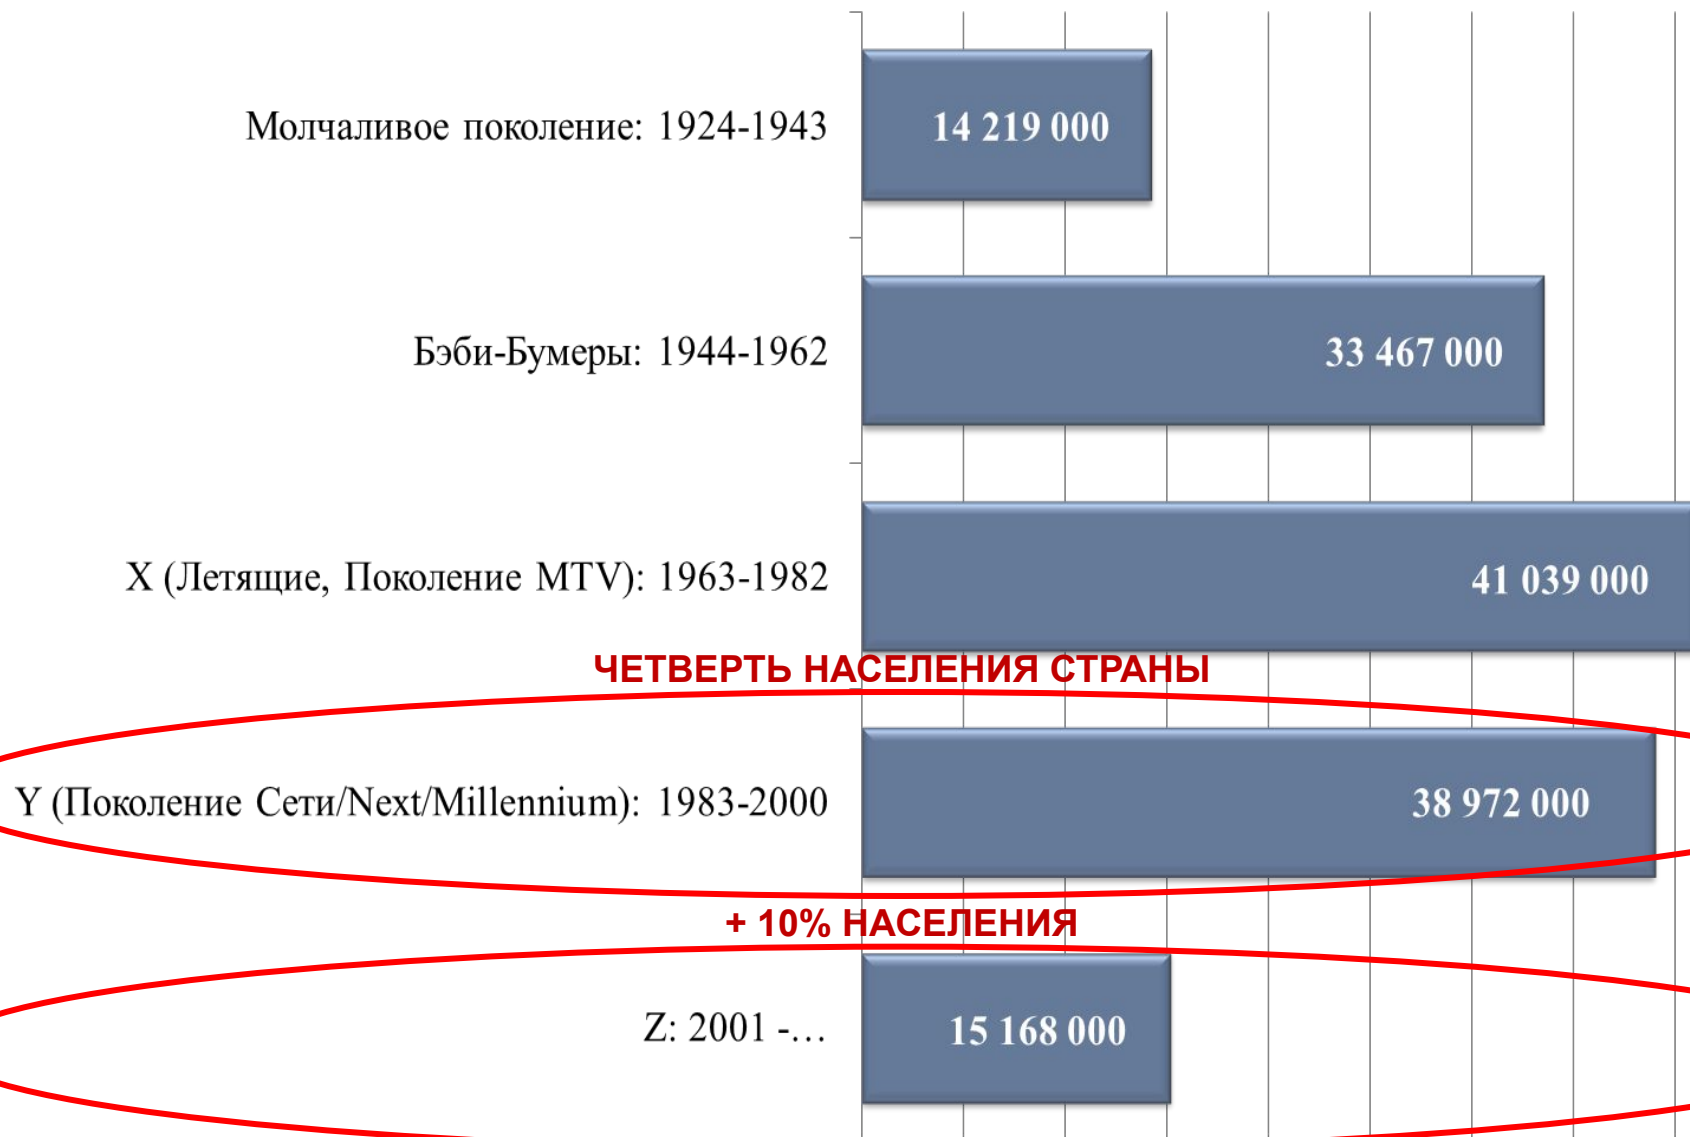 Молчаливое поколение: 1924-1943
14 219 000
Бэби-Бумеры: 1944-1962
33 467 000
X (Летящие, Поколение MTV): 1963-1982
41 039 000
ЧЕТВЕРТЬ НАСЕЛЕНИЯ СТРАНЫ
Y (Поколение Сети/Next/Millennium): 1983-2000
38 972 000
+ 10% НАСЕЛЕНИЯ
Z: 2001 -…
15 168 000